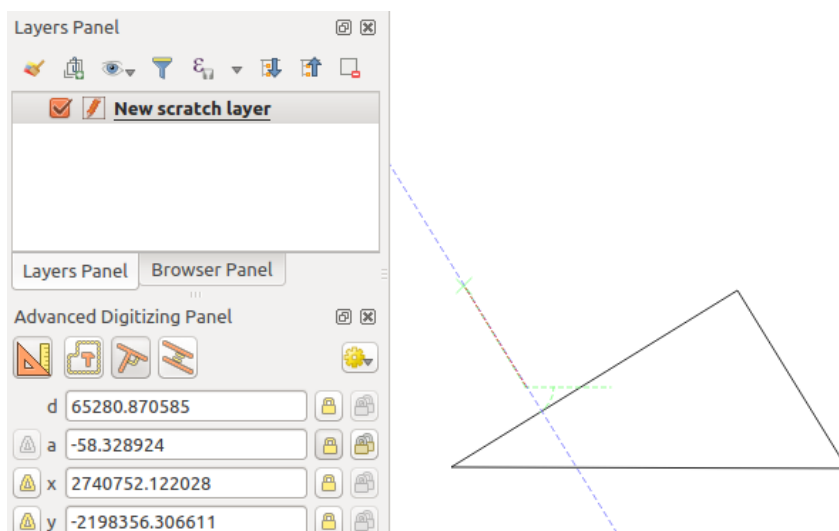 Layers Panel
New scratch layer
Layers Panel Browser Panel
Advanced Digitizing Panel
d 65280.870585
a -58.328924
x 2740752.122028
y -2198356.306611